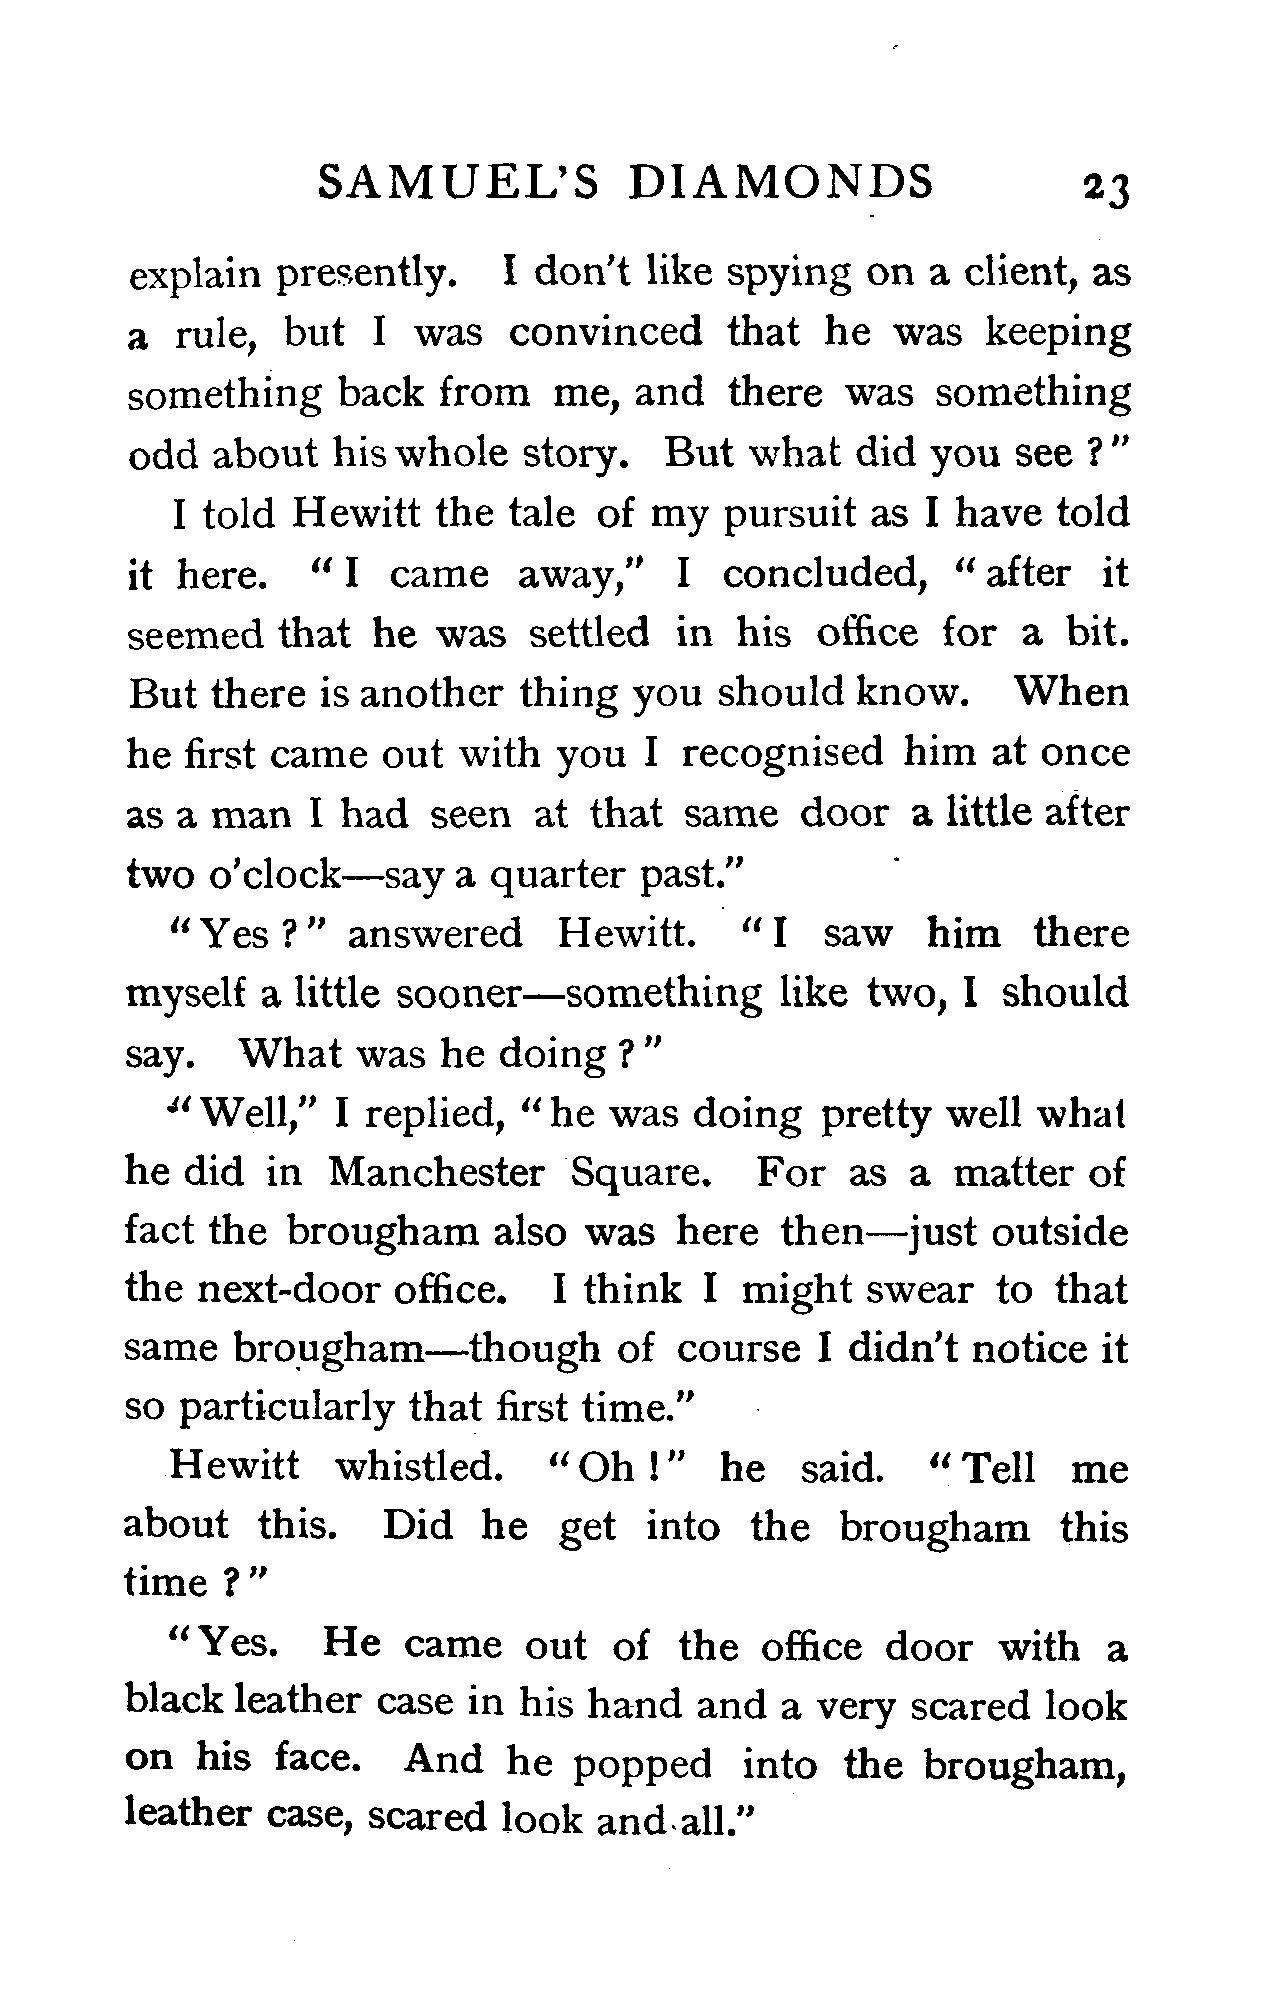 SAMUEL'S DIAMONDS 23
explain presently. I don't like spying on a client, as
a rule, but I was convinced that he was keeping
something back from me, and there was something
odd about his whole story. But what did you see ?"
I told Hewitt the tale of my pursuit as I have told
it here. "I came away," I concluded, "after it
seemed that he was settled in his office for a bit.
But there is another thing you should know. When
he first came out with you I recognised him at once
as a man I had seen at that same door a little after
two o'clock—say a quarter past."
"Yes ?" answered Hewitt. "I saw him there
myself a little sooner—something like two, I should
say. What was he doing ?"
"Well," I replied, "he was doing pretty well what
he did in Manchester Square. For as a matter of
fact the brougham also was here then—just outside
the next-door office. I think I might swear to that
same brougham—though of course I didn't notice it
so particularly that first time."
Hewitt whistled. "Oh !" he said. "Tell me
about this. Did he get into the brougham this
time ?"
"Yes. He came out of the office door with a
black leather case in his hand and a very scared look
on his face. And he popped into the brougham,
leather case, scared look and all."